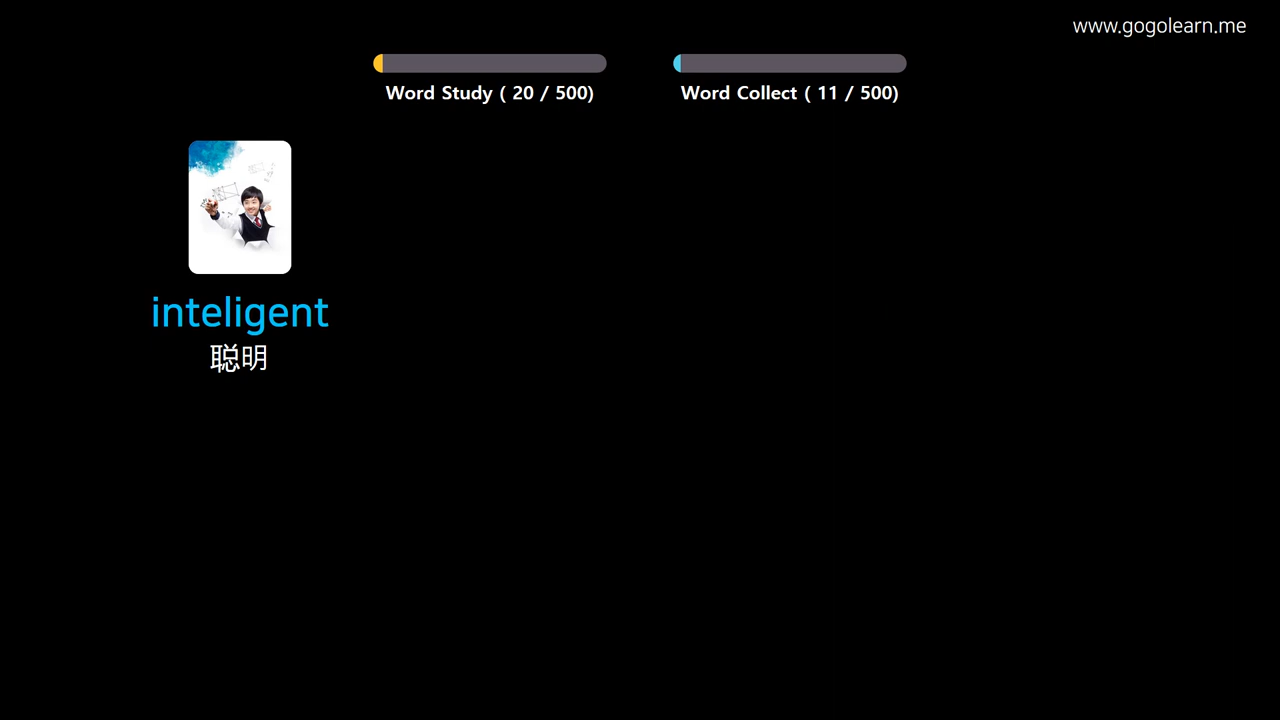 www.gogolearn.me
Word Study ( 20 / 500)
Word Collect ( 11 / 500)
inteligent
聪明